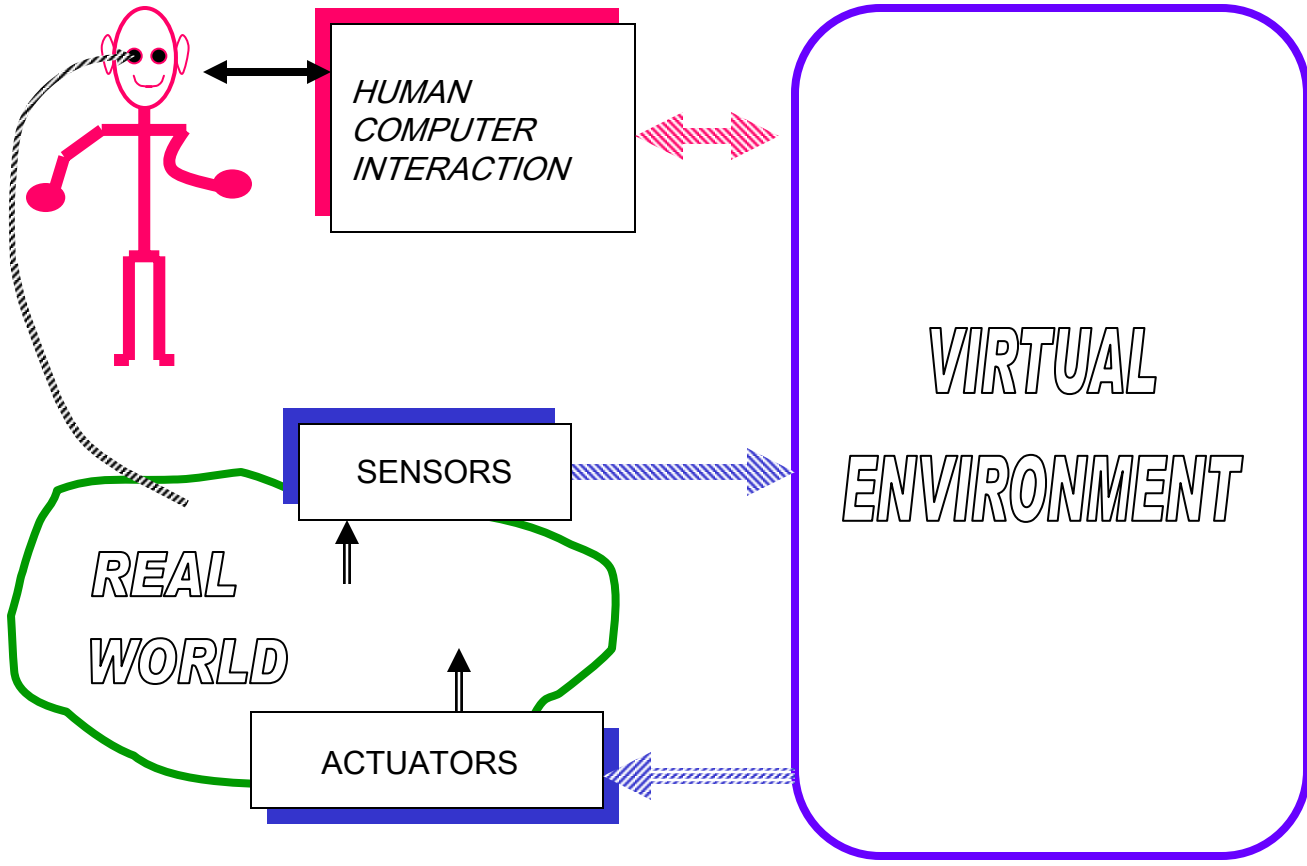 HUMAN
COMPUTER
INTERACTION
VIRTUAL
ENVIRONMENT
SENSORS
REAL
WORLD
ACTUATORS